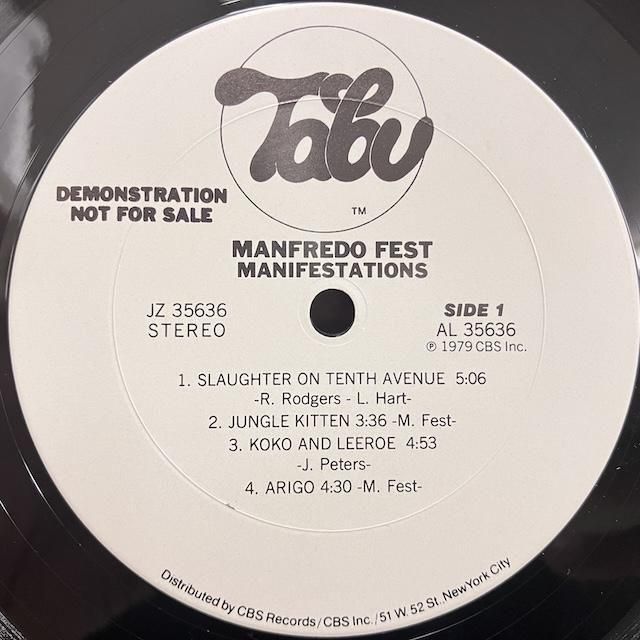 Tabu
TM
DEMONSTRATION
NOT FOR SALE
MANFREDO FEST
MANIFESTATIONS
JZ 35636
STEREO
SIDE 1
AL 35636
℗ 1979 CBS Inc.
1. SLAUGHTER ON TENTH AVENUE 5:06
-R. Rodgers - L. Hart-
2. JUNGLE KITTEN 3:36 -M. Fest-
3. KOKO AND LEEROE 4:53
-J. Peters-
4. ARIGO 4:30 -M. Fest-
Distributed by CBS Records/CBS Inc./51 W. 52 St., New York City